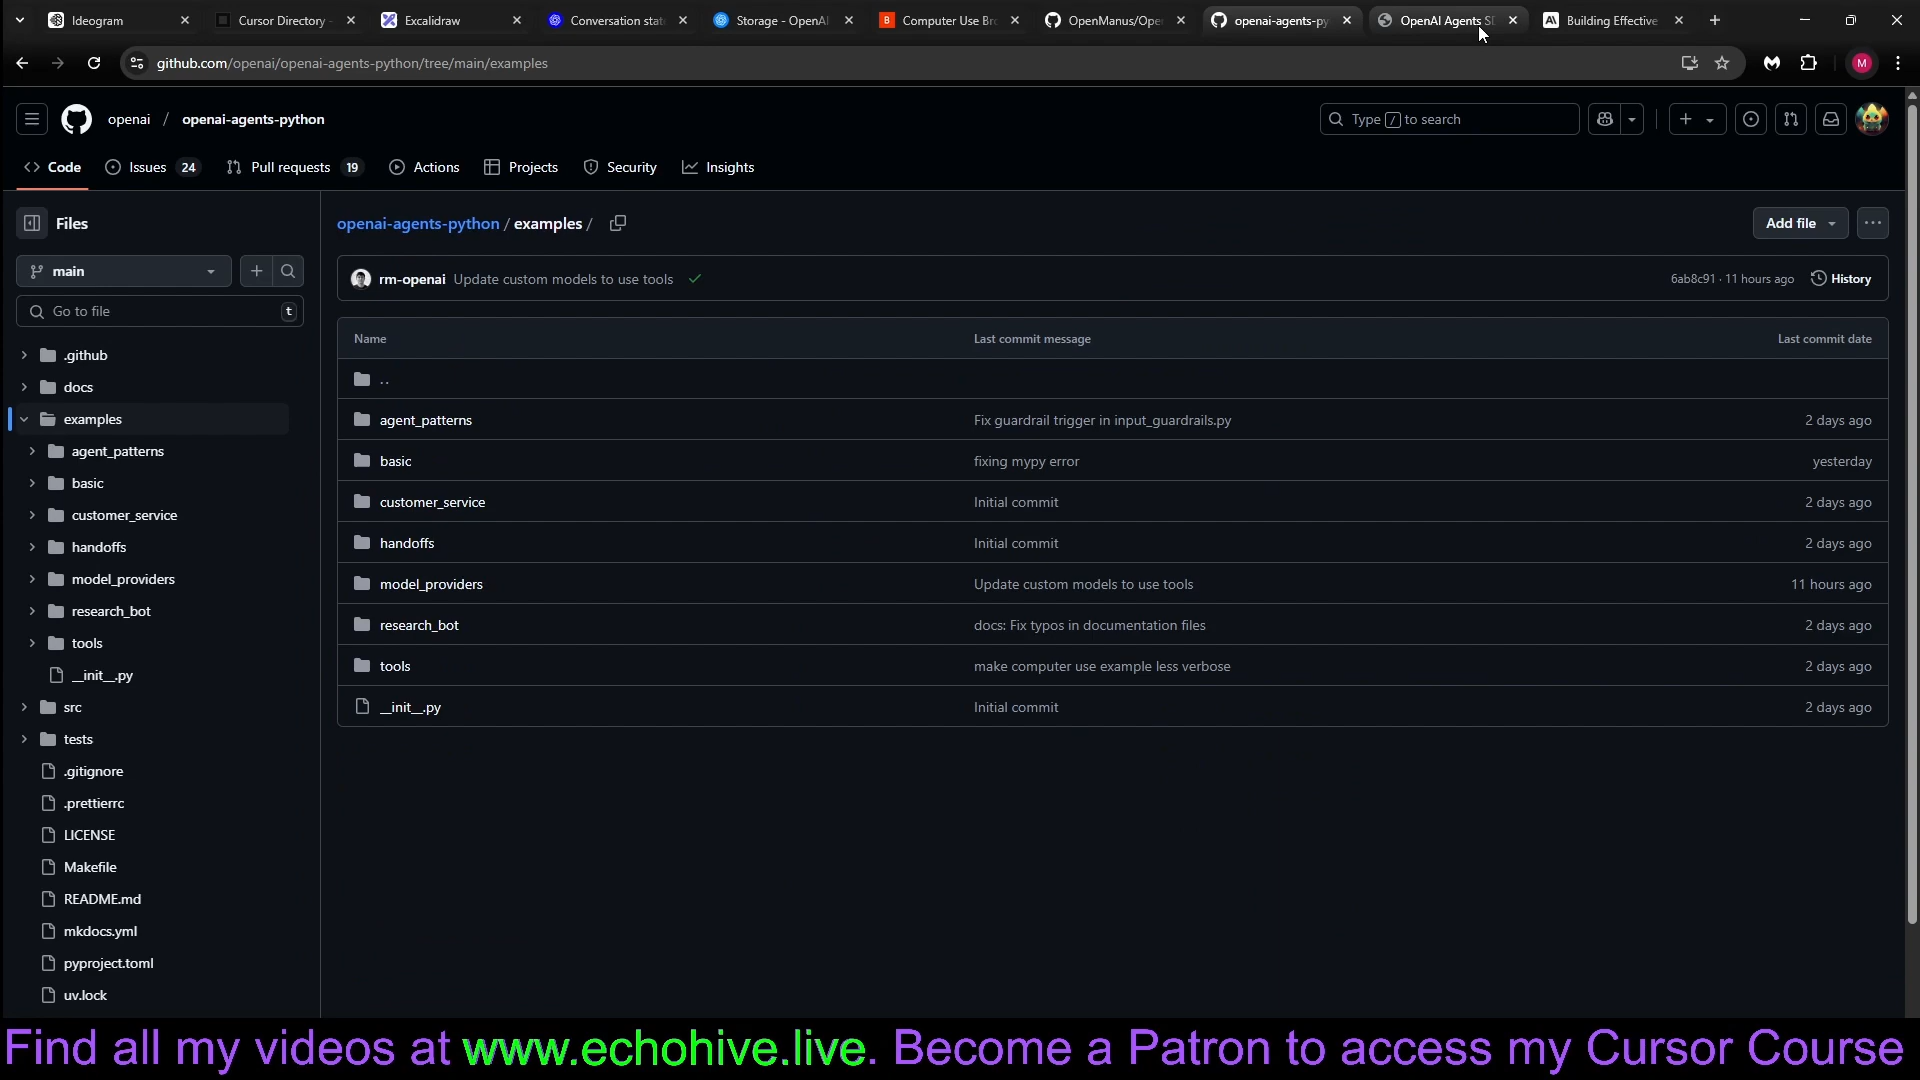 Ideogram
Cursor Directory -
Excalidraw
Conversation stat
Storage - OpenAI
Computer Use Bro
OpenManus/Ope
openai-agents-py
OpenAI Agents SD
Building Effective
github.com/openai/openai-agents-python/tree/main/examples
M
openai / openai-agents-python
Type / to search
Code
Issues 24
Pull requests 19
Actions
Projects
Security
Insights
Files
main
Go to file t
.github
docs
examples
agent_patterns
basic
customer_service
handoffs
model_providers
research_bot
tools
__init__.py
src
tests
.gitignore
.prettierrc
LICENSE
Makefile
README.md
mkdocs.yml
pyproject.toml
uv.lock
openai-agents-python / examples /
Add file
rm-openai Update custom models to use tools
6ab8c91 · 11 hours ago History
Name Last commit message Last commit date
..
agent_patterns Fix guardrail trigger in input_guardrails.py 2 days ago
basic fixing mypy error yesterday
customer_service Initial commit 2 days ago
handoffs Initial commit 2 days ago
model_providers Update custom models to use tools 11 hours ago
research_bot docs: Fix typos in documentation files 2 days ago
tools make computer use example less verbose 2 days ago
__init__.py Initial commit 2 days ago
Find all my videos at www.echohive.live. Become a Patron to access my Cursor Course